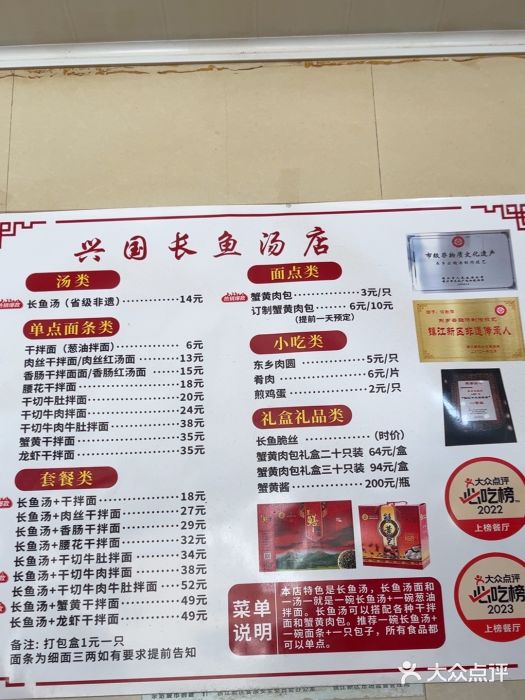 兴国长鱼汤店
汤类
热销爆款
长鱼汤（省级非遗） 14元
单点面条类
干拌面（葱油拌面） 6元
肉丝干拌面/肉丝红汤面 13元
香肠干拌面面/香肠红汤面 15元
腰花干拌面 18元
干切牛肚拌面 20元
干切牛肉拌面 24元
干切牛肉牛肚拌面 38元
蟹黄干拌面 35元
龙虾干拌面 35元
套餐类
长鱼汤+干拌面 18元
长鱼汤+肉丝干拌面 27元
长鱼汤+香肠干拌面 29元
长鱼汤+腰花干拌面 32元
长鱼汤+干切牛肚拌面 34元
长鱼汤+干切牛肉拌面 38元
长鱼汤+干切牛肉牛肚拌面 52元
长鱼汤+蟹黄干拌面 49元
长鱼汤+龙虾干拌面 49元
备注：打包盒1元一只
面条为细面三两如有要求提前告知
面点类
热销爆款
蟹黄肉包 3元/只
订制蟹黄肉包 6元/10元
（提前一天预定）
小吃类
东乡肉圆 5元/只
肴肉 6元/片
煎鸡蛋 2元/只
礼盒礼品类
长鱼脆丝 （时价）
蟹黄肉包礼盒二十只装 64元/盒
蟹黄肉包礼盒三十只装 94元/盒
蟹黄酱 200元/瓶
菜单说明
本店特色是长鱼汤，长鱼汤面和
一汤一就是一碗长鱼汤+一碗葱油
拌面。长鱼汤可以搭配各种干拌
面和蟹黄肉包。推荐一碗长鱼汤+
一碗面条+一只包子，所有食品都
可以单点。
市级非物质文化遗产
镇江新区非遗传承人
大众点评
必吃榜
2022
上榜餐厅
大众点评
必吃榜
2023
上榜餐厅
大众点评